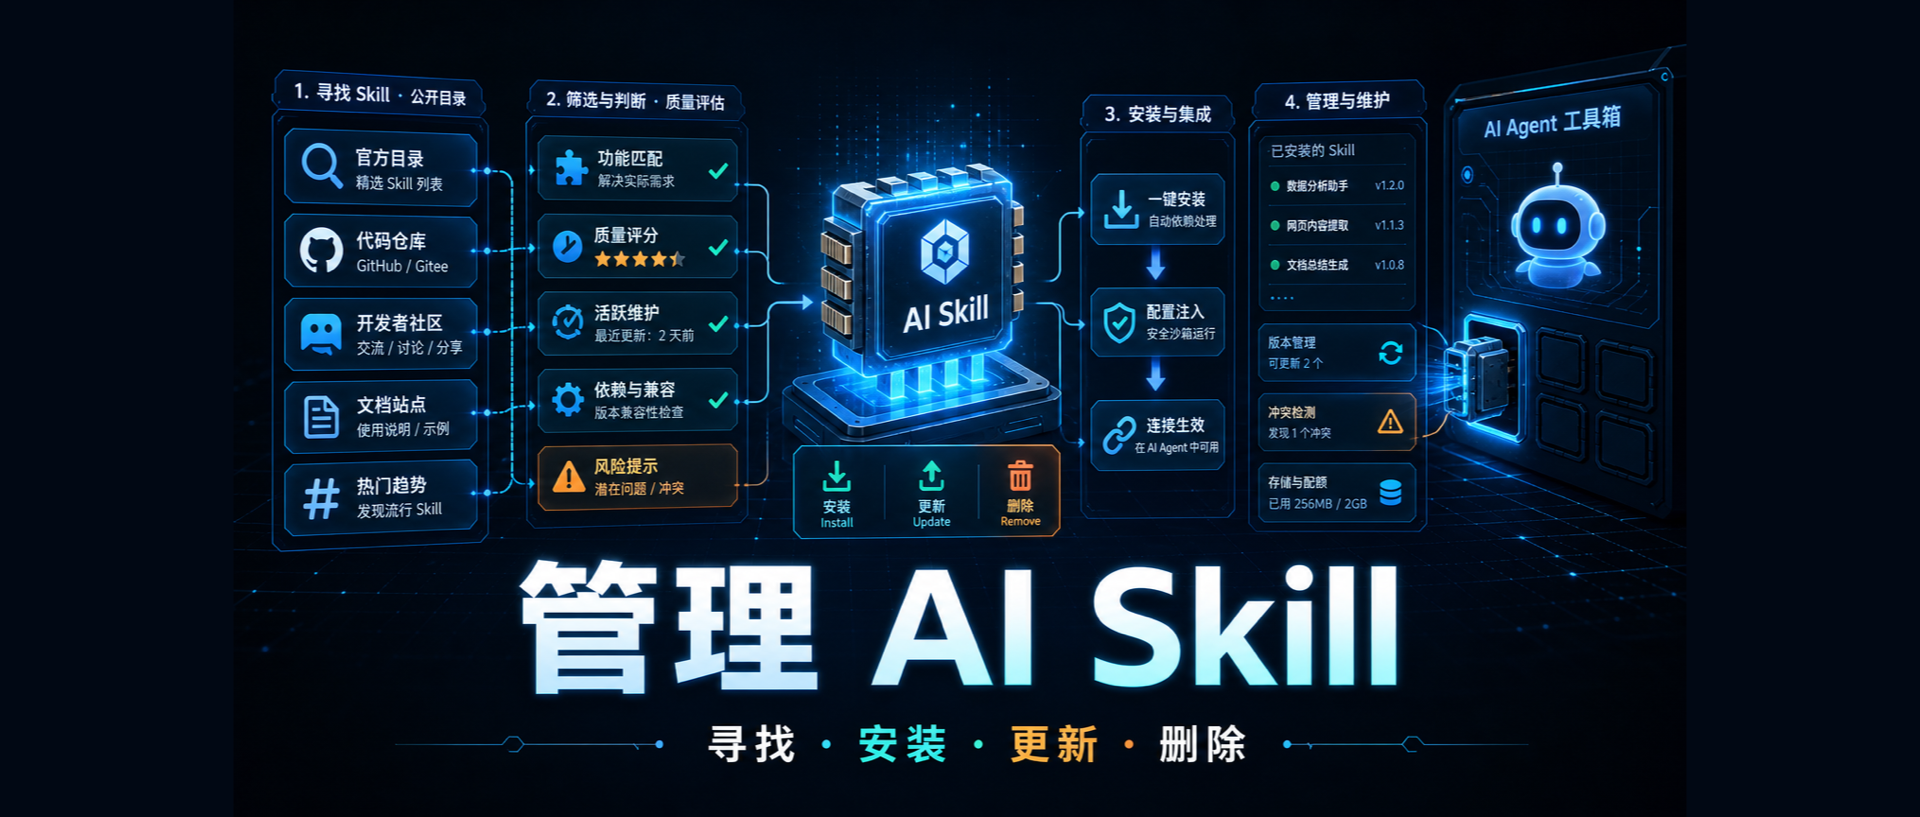 1. 寻找 Skill · 公开目录
官方目录
精选 Skill 列表
代码仓库
GitHub / Gitee
开发者社区
交流 / 讨论 / 分享
文档站点
使用说明 / 示例
热门趋势
发现流行 Skill
2. 筛选与判断 · 质量评估
功能匹配
解决实际需求
质量评分
活跃维护
最近更新：2 天前
依赖与兼容
版本兼容性检查
风险提示
潜在问题 / 冲突
AI Skill
安装
Install
更新
Update
删除
Remove
3. 安装与集成
一键安装
自动依赖处理
配置注入
安全沙箱运行
连接生效
在 AI Agent 中可用
4. 管理与维护
已安装的 Skill
数据分析助手 v1.2.0
网页内容提取 v1.1.3
文档总结生成 v1.0.8
版本管理
可更新 2 个
冲突检测
发现 1 个冲突
存储与配额
已用 256MB / 2GB
AI Agent 工具箱
管理 AI Skill
寻找 · 安装 · 更新 · 删除